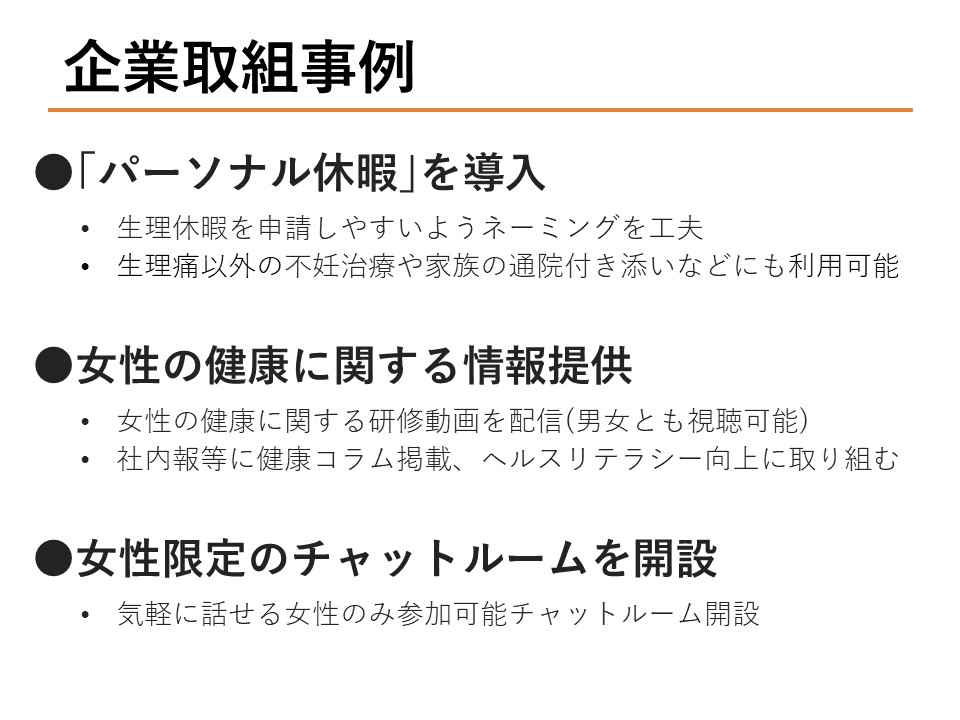 企業取組事例
●｢パーソナル休暇｣を導入
• 生理休暇を申請しやすいようネーミングを工夫
• 生理痛以外の不妊治療や家族の通院付き添いなどにも利用可能
●女性の健康に関する情報提供
• 女性の健康に関する研修動画を配信(男女とも視聴可能)
• 社内報等に健康コラム掲載、ヘルスリテラシー向上に取り組む
●女性限定のチャットルームを開設
• 気軽に話せる女性のみ参加可能チャットルーム開設